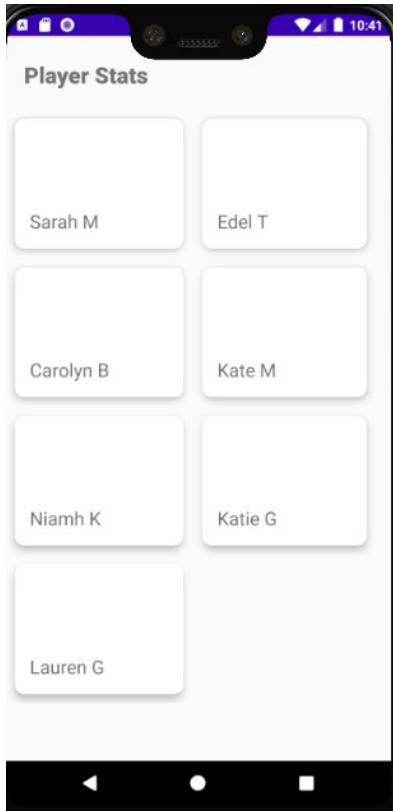 10:41
Player Stats
Sarah M
Edel T
Carolyn B
Kate M
Niamh K
Katie G
Lauren G